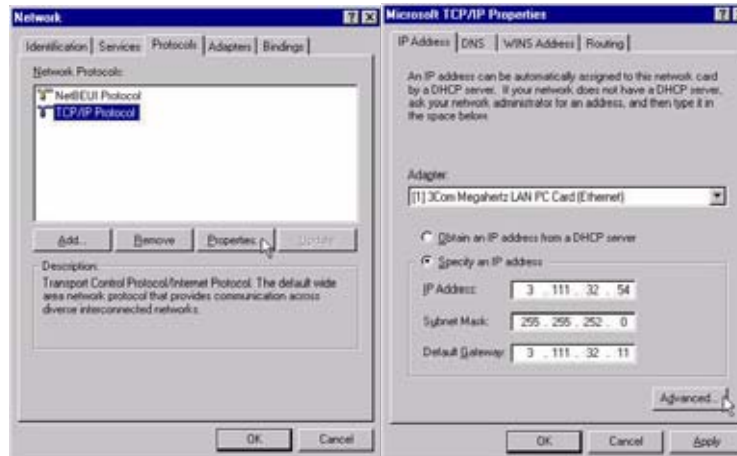 Network
Identification Services Protocols Adapters Bindings
Network Protocols:
NetBEUI Protocol
TCP/IP Protocol
Add... Remove Properties... Update
Description:
Transport Control Protocol/Internet Protocol. The default wide
area network protocol that provides communication across
diverse interconnected networks.
OK Cancel
Microsoft TCP/IP Properties
IP Address DNS WINS Address Routing
An IP address can be automatically assigned to this network card
by a DHCP server. If your network does not have a DHCP server,
ask your network administrator for an address, and then type it in
the space below.
Adapter:
[1] 3Com Megahertz LAN PC Card (Ethernet)
Obtain an IP address from a DHCP server
Specify an IP address
IP Address: 3 . 111 . 32 . 54
Subnet Mask: 255 . 255 . 252 . 0
Default Gateway: 3 . 111 . 32 . 11
Advanced...
OK Cancel Apply